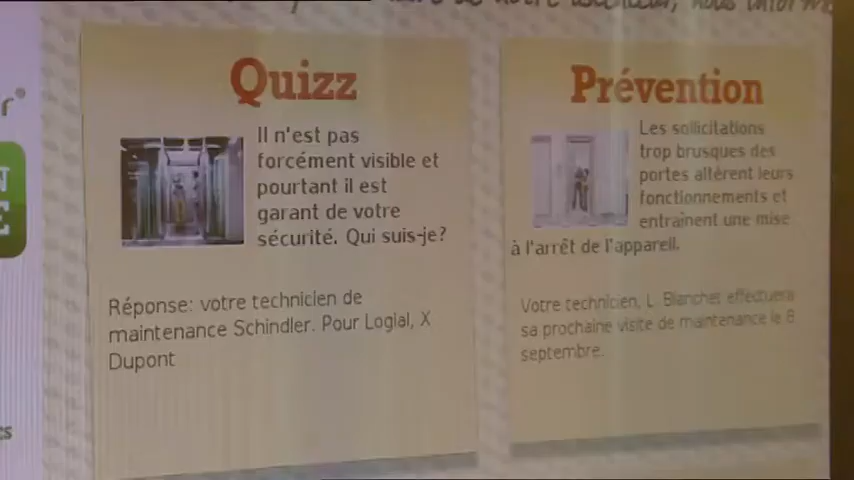 Quizz
Il n'est pas
forcément visible et
pourtant il est
garant de votre
sécurité. Qui suis-je?
Réponse: votre technicien de
maintenance Schindler. Pour Logial, X
Dupont
Prévention
Les sollicitations
trop brusques des
portes altèrent leurs
fonctionnements et
entrainent une mise
à l'arrêt de l'appareil.
Votre technicien, L. Blanchet effectuera
sa prochaine visite de maintenance le 8
septembre.